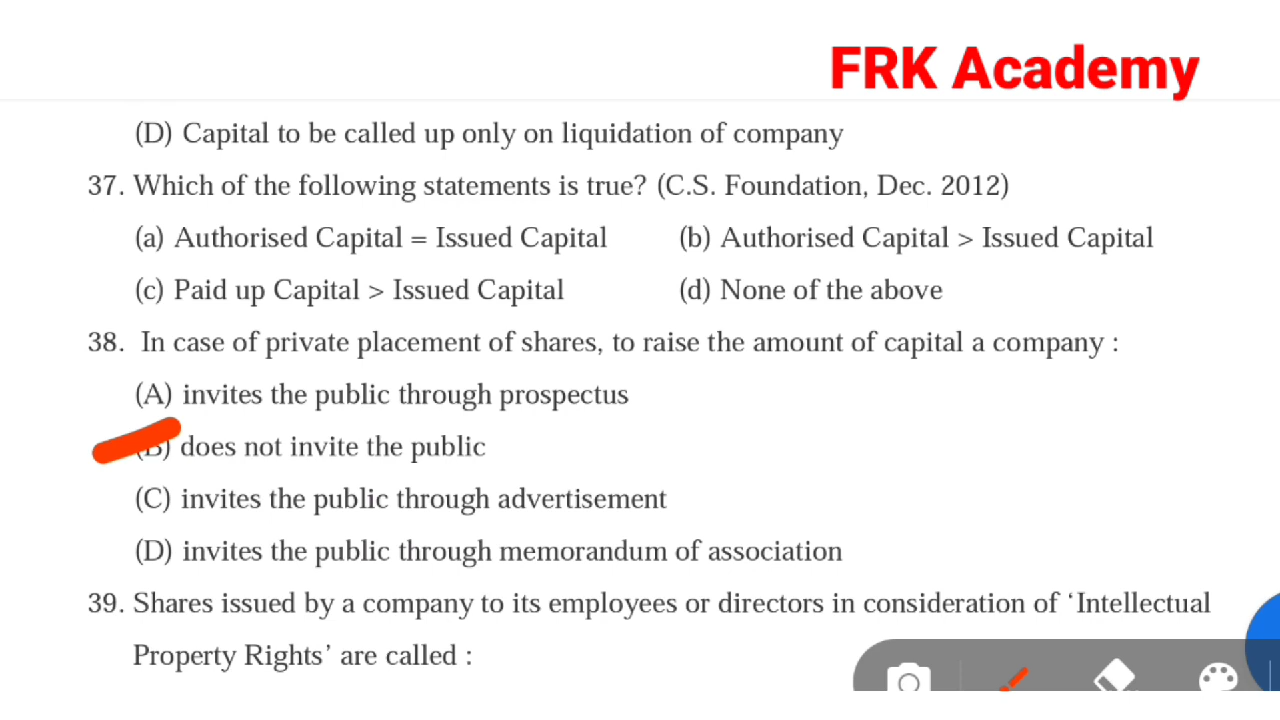 FRK Academy
(D) Capital to be called up only on liquidation of company
37. Which of the following statements is true? (C.S. Foundation, Dec. 2012)
(a) Authorised Capital = Issued Capital (b) Authorised Capital > Issued Capital
(c) Paid up Capital > Issued Capital (d) None of the above
38. In case of private placement of shares, to raise the amount of capital a company :
(A) invites the public through prospectus
(B) does not invite the public
(C) invites the public through advertisement
(D) invites the public through memorandum of association
39. Shares issued by a company to its employees or directors in consideration of ‘Intellectual
Property Rights’ are called :